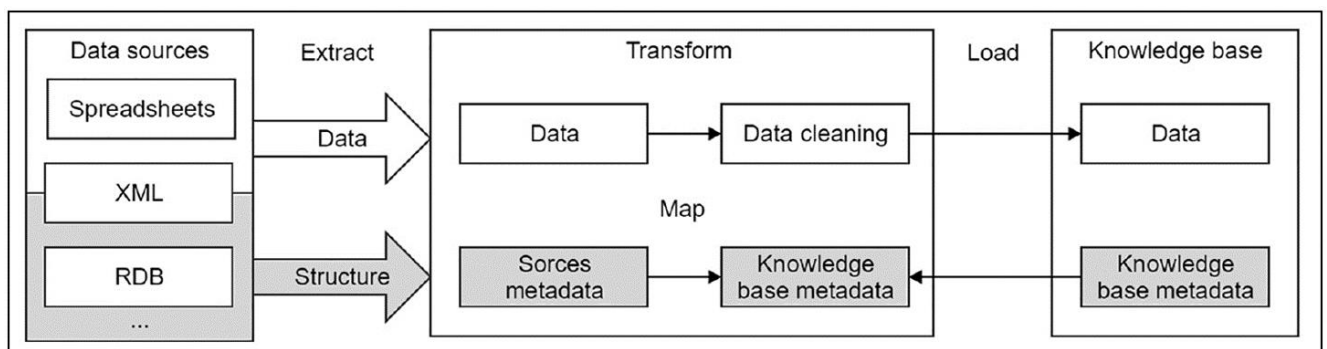 Data sources
Extract
Transform
Load
Knowledge base
Spreadsheets
Data
Data
Data cleaning
Data
XML
Map
RDB
Structure
Sorces
metadata
Knowledge
base metadata
Knowledge
base metadata
...